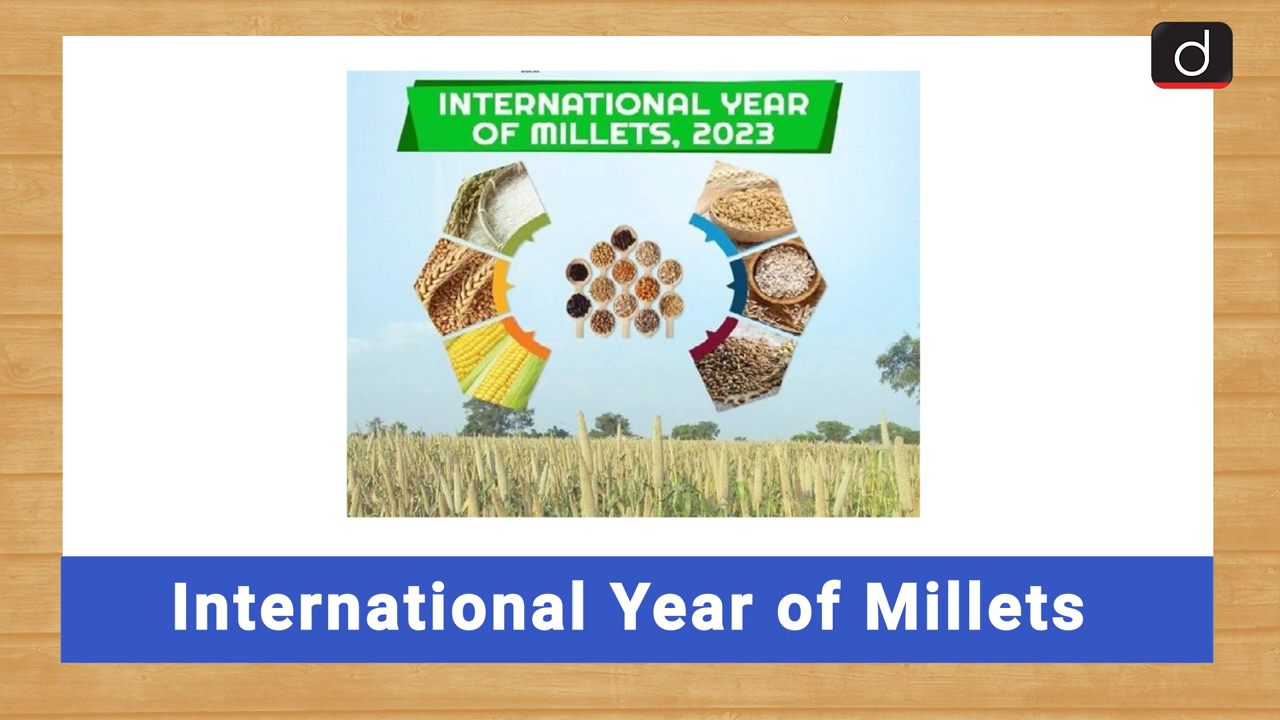 d
INTERNATIONAL YEAR
OF MILLETS, 2023
International Year of Millets